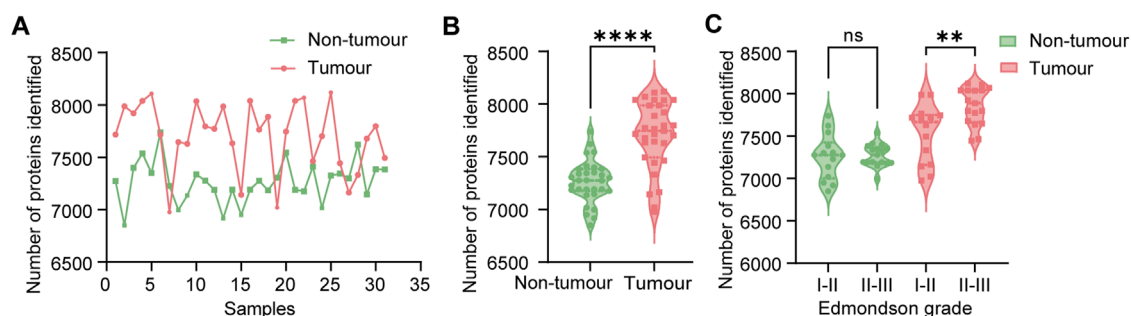 A
Number of proteins identified
8500
8000
7500
7000
6500
0
5
10
15
20
25
30
35
Samples
Non-tumour
Tumour
B
Number of proteins identified
8500
8000
7500
7000
6500
****
Non-tumour
Tumour
C
Number of proteins identified
8500
8000
7500
7000
6500
6000
ns
**
I-II
II-III
I-II
II-III
Edmondson grade
Non-tumour
Tumour